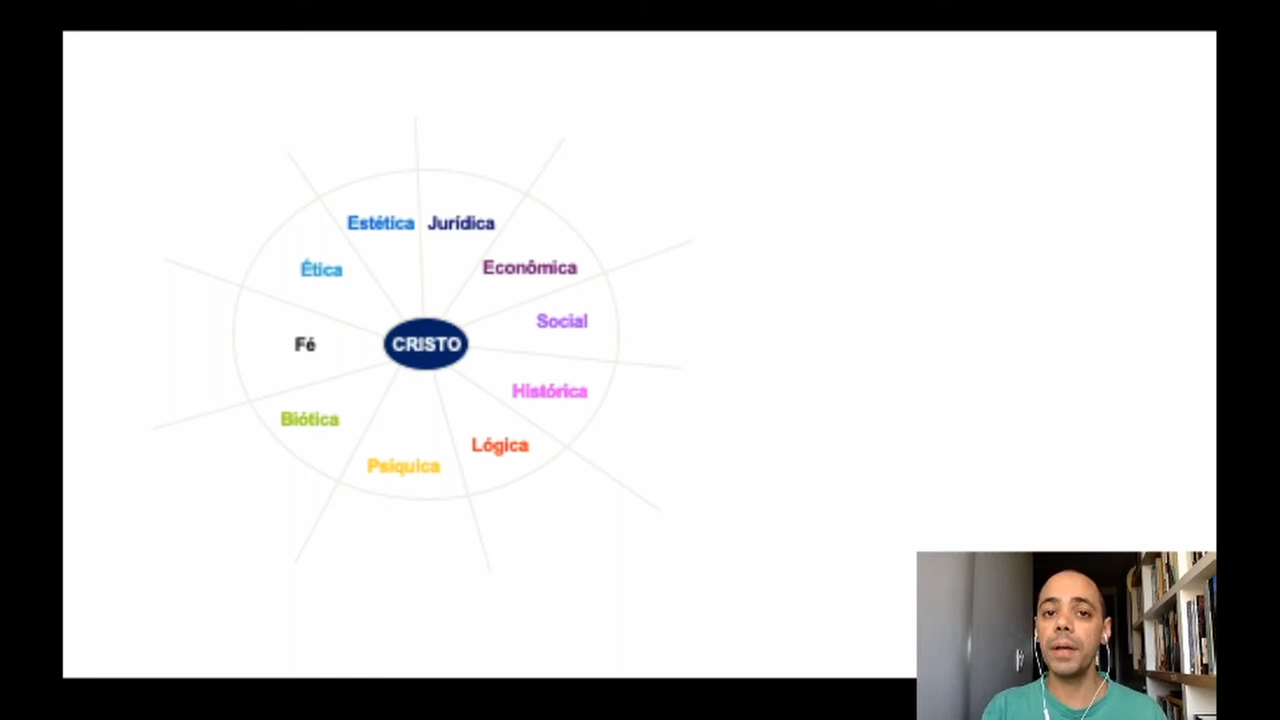 Estética Jurídica
Ética
Econômica
Social
Fé
CRISTO
Histórica
Biótica
Lógica
Psíquica